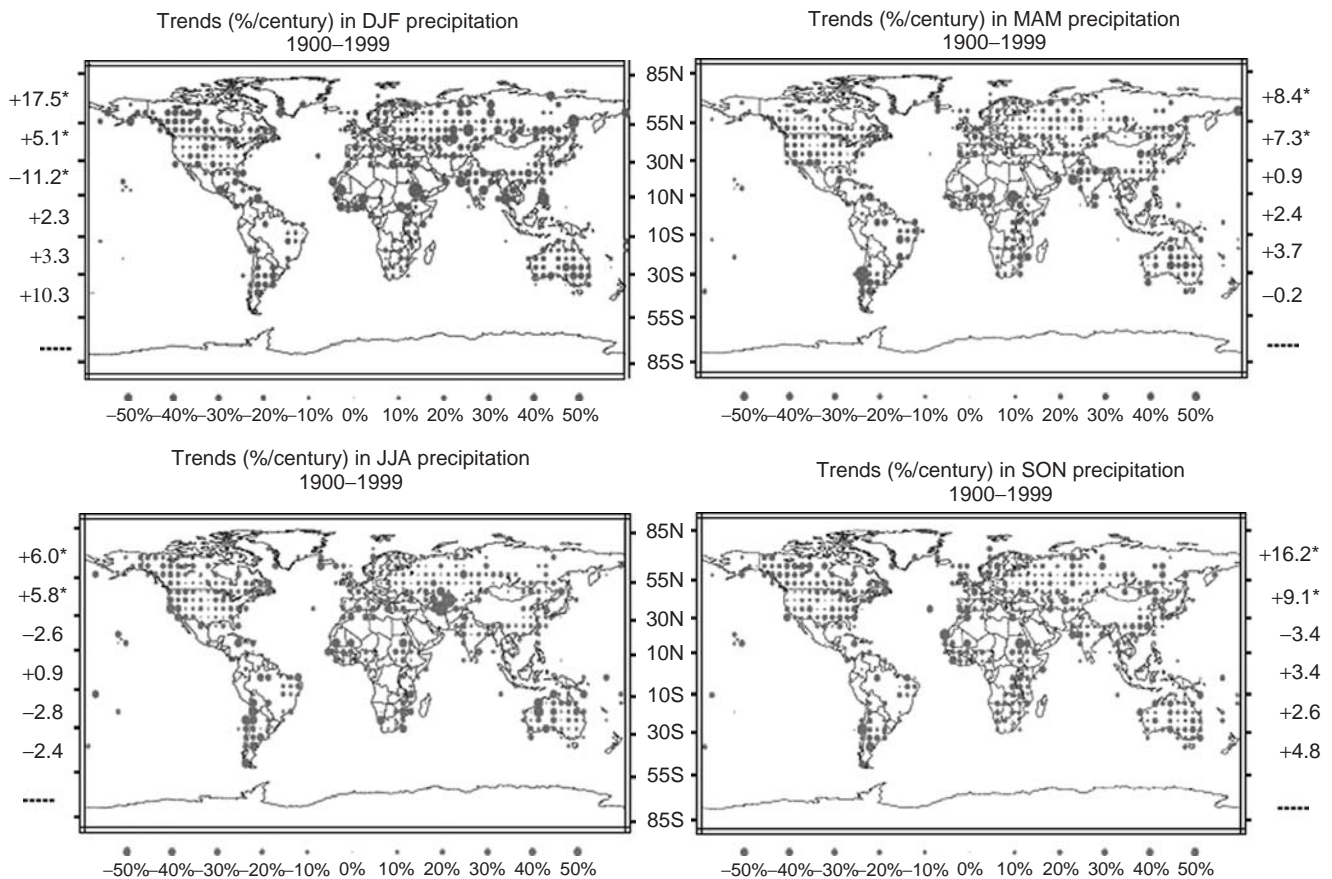 Trends (%/century) in DJF precipitation
1900–1999
+17.5*
+5.1*
−11.2*
+2.3
+3.3
+10.3
-----
85N
55N
30N
10N
10S
30S
55S
85S
−50%−40%−30%−20%−10% 0% 10% 20% 30% 40% 50%
Trends (%/century) in MAM precipitation
1900–1999
+8.4*
+7.3*
+0.9
+2.4
+3.7
−0.2
-----
−50%−40%−30%−20%−10% 0% 10% 20% 30% 40% 50%
Trends (%/century) in JJA precipitation
1900–1999
+6.0*
+5.8*
−2.6
+0.9
−2.8
−2.4
-----
85N
55N
30N
10N
10S
30S
55S
85S
−50%−40%−30%−20%−10% 0% 10% 20% 30% 40% 50%
Trends (%/century) in SON precipitation
1900–1999
+16.2*
+9.1*
−3.4
+3.4
+2.6
+4.8
-----
−50%−40%−30%−20%−10% 0% 10% 20% 30% 40% 50%